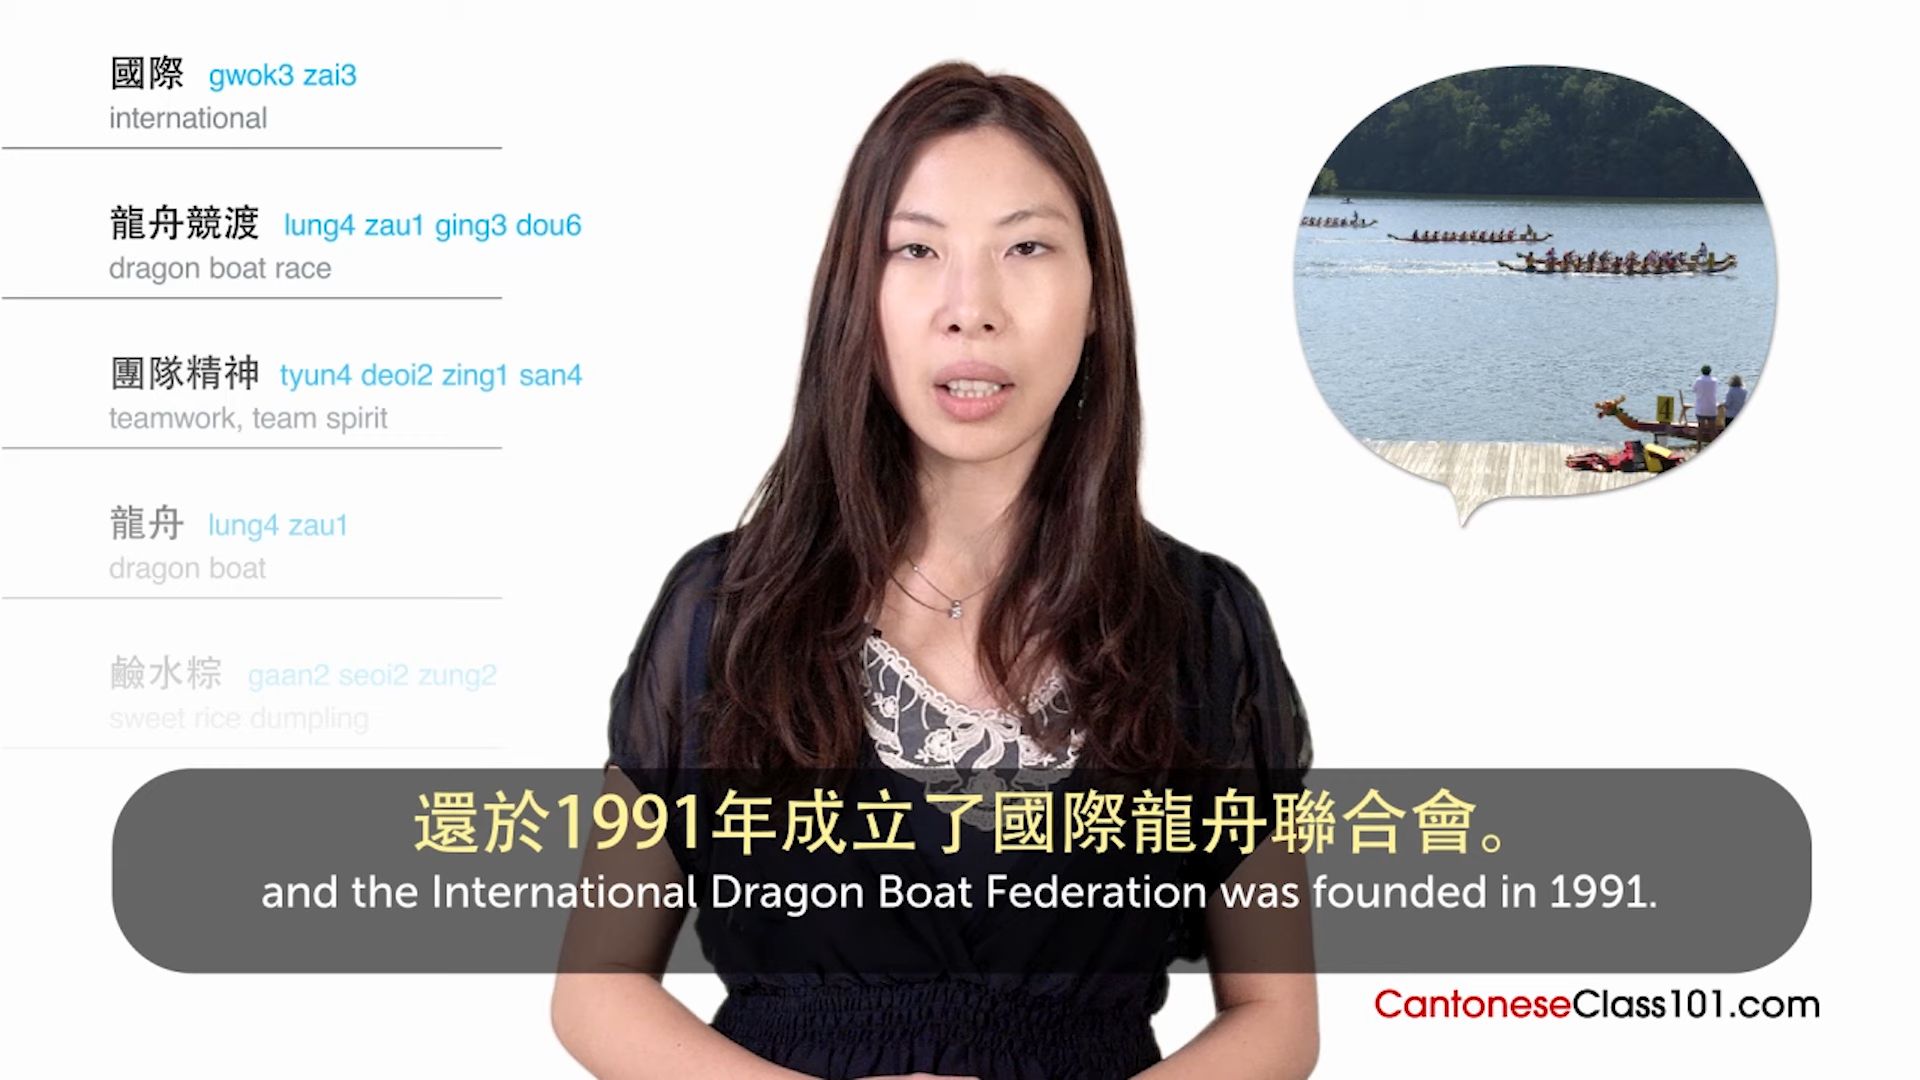 國際 gwok3 zai3
international
龍舟競渡 lung4 zau1 ging3 dou6
dragon boat race
團隊精神 tyun4 deoi2 zing1 san4
teamwork, team spirit
龍舟 lung4 zau1
dragon boat
鹼水粽 gaan2 seoi2 zung2
sweet rice dumpling
4
還於1991年成立了國際龍舟聯合會。
and the International Dragon Boat Federation was founded in 1991.
CantoneseClass101.com